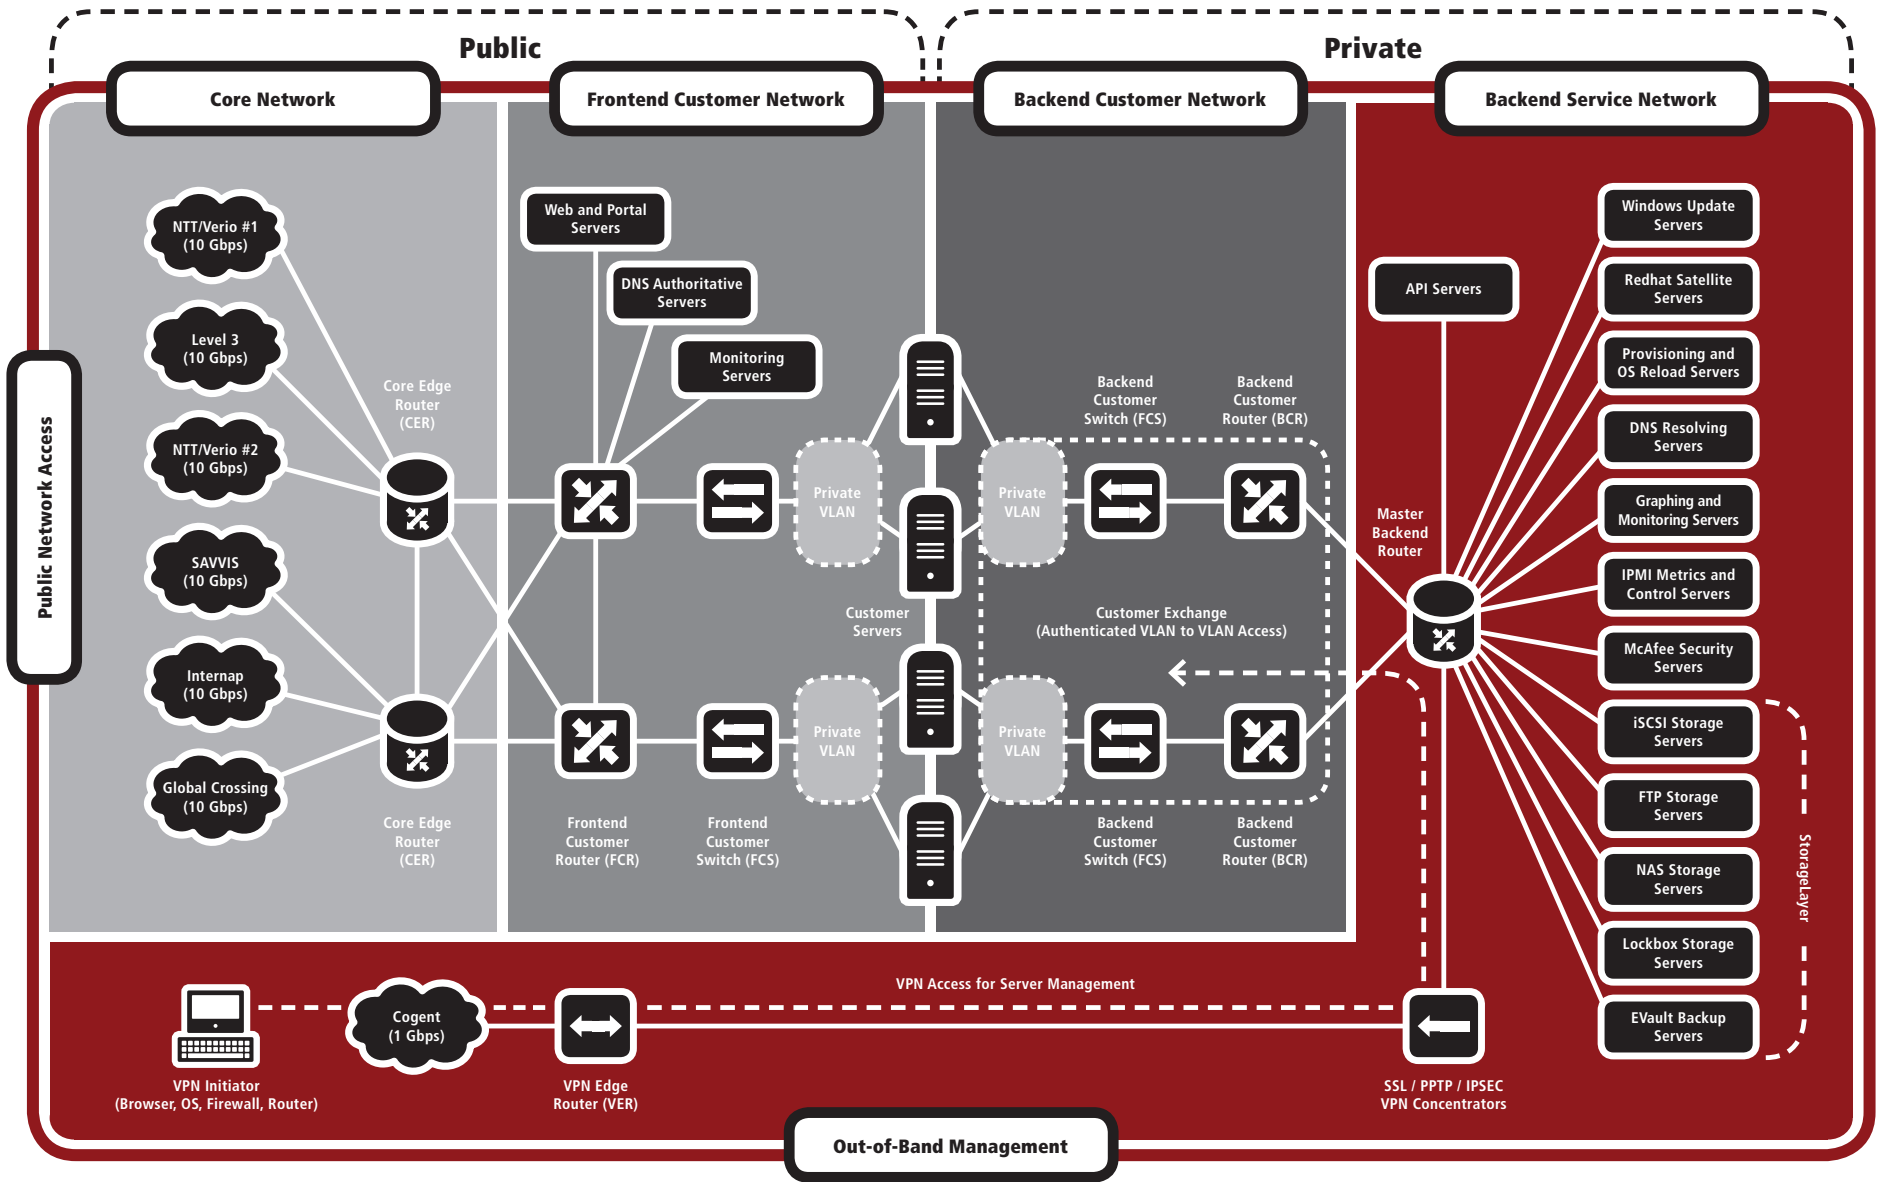 Public
Private
Core Network
Frontend Customer Network
Backend Customer Network
Backend Service Network
Public Network Access
NTT/Verio #1
(10 Gbps)
Level 3
(10 Gbps)
NTT/Verio #2
(10 Gbps)
SAVVIS
(10 Gbps)
Internap
(10 Gbps)
Global Crossing
(10 Gbps)
Core Edge
Router
(CER)
Core Edge
Router
(CER)
Web and Portal
Servers
DNS Authoritative
Servers
Monitoring
Servers
Frontend
Customer
Router (FCR)
Frontend
Customer
Switch (FCS)
Private
VLAN
Private
VLAN
Customer
Servers
Private
VLAN
Private
VLAN
Backend
Customer
Switch (FCS)
Backend
Customer
Router (BCR)
Customer Exchange
(Authenticated VLAN to VLAN Access)
Backend
Customer
Switch (FCS)
Backend
Customer
Router (BCR)
API Servers
Master
Backend
Router
Windows Update
Servers
Redhat Satellite
Servers
Provisioning and
OS Reload Servers
DNS Resolving
Servers
Graphing and
Monitoring Servers
IPMI Metrics and
Control Servers
McAfee Security
Servers
iSCSI Storage
Servers
FTP Storage
Servers
NAS Storage
Servers
Lockbox Storage
Servers
EVault Backup
Servers
StorageLayer
VPN Access for Server Management
Cogent
(1 Gbps)
VPN Initiator
(Browser, OS, Firewall, Router)
VPN Edge
Router (VER)
SSL / PPTP / IPSEC
VPN Concentrators
Out-of-Band Management